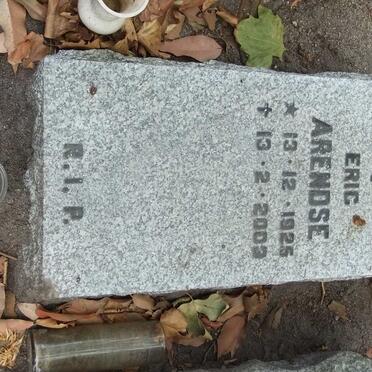 ERIC
ARENDSE
★ 13·12·1925
✝ 13·2·2009
R.I.P.